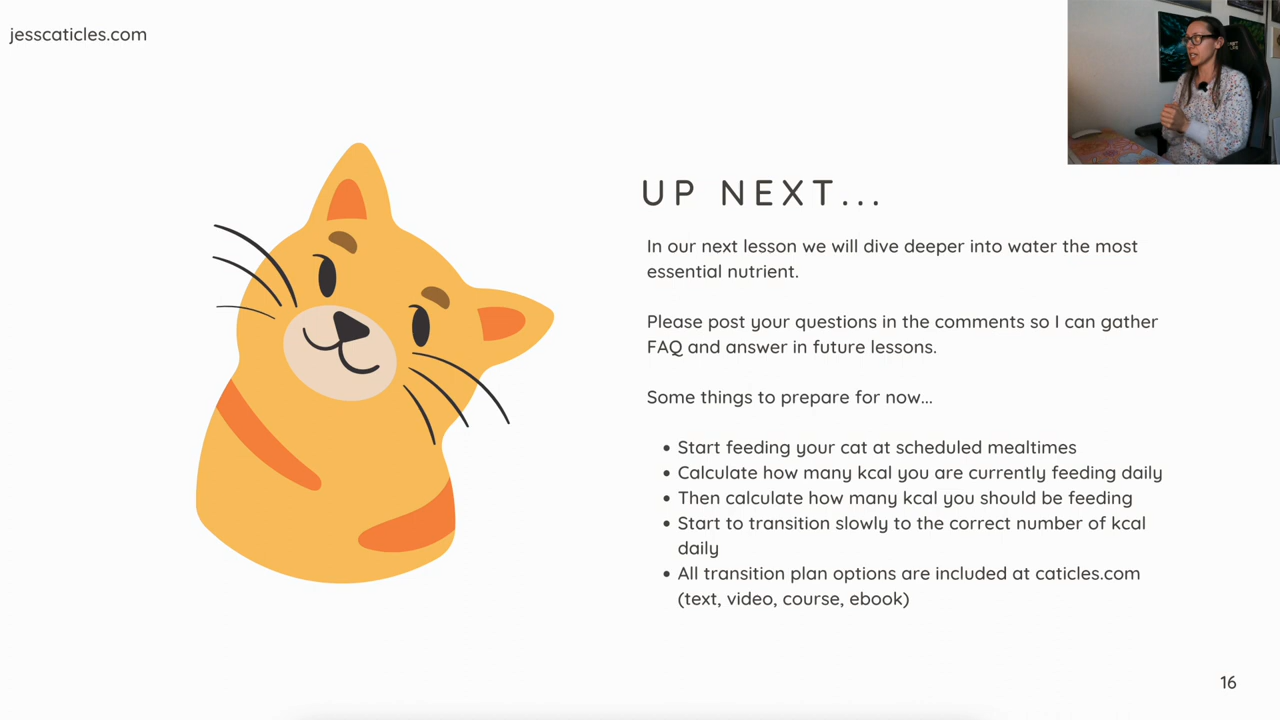 jesscaticles.com
UP NEXT...
In our next lesson we will dive deeper into water the most
essential nutrient.
Please post your questions in the comments so I can gather
FAQ and answer in future lessons.
Some things to prepare for now...
• Start feeding your cat at scheduled mealtimes
• Calculate how many kcal you are currently feeding daily
• Then calculate how many kcal you should be feeding
• Start to transition slowly to the correct number of kcal
daily
• All transition plan options are included at caticles.com
(text, video, course, ebook)
16